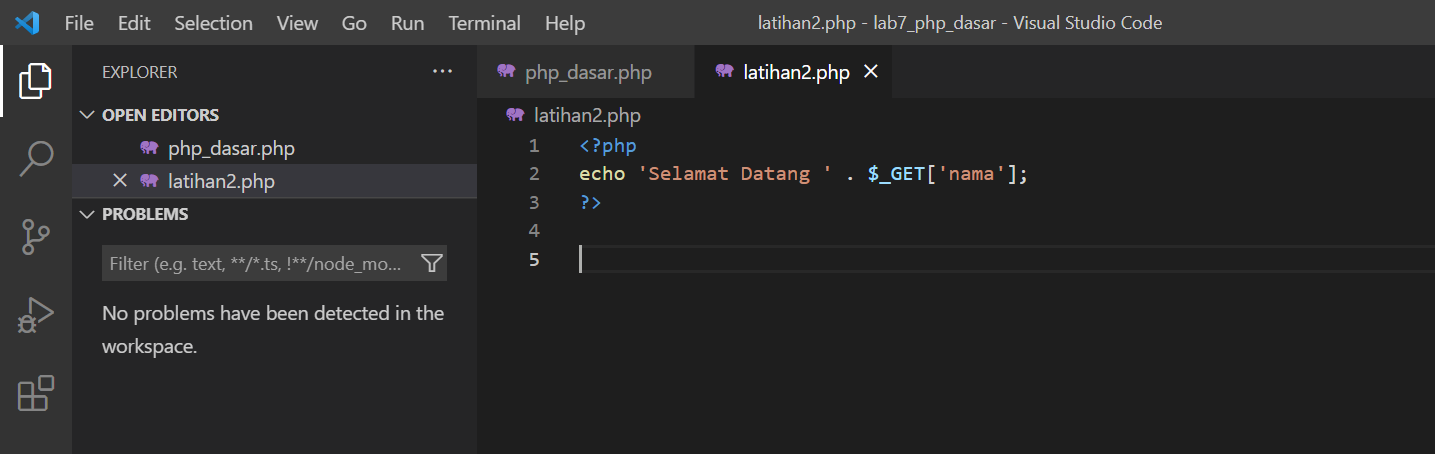 File Edit Selection View Go Run Terminal Help latihan2.php - lab7_php_dasar - Visual Studio Code
EXPLORER ...
OPEN EDITORS
php_dasar.php
latihan2.php
PROBLEMS
Filter (e.g. text, **/*.ts, !**/node_mo...
No problems have been detected in the
workspace.
php_dasar.php latihan2.php
latihan2.php
1 <?php
2 echo 'Selamat Datang ' . $_GET['nama'];
3 ?>
4
5